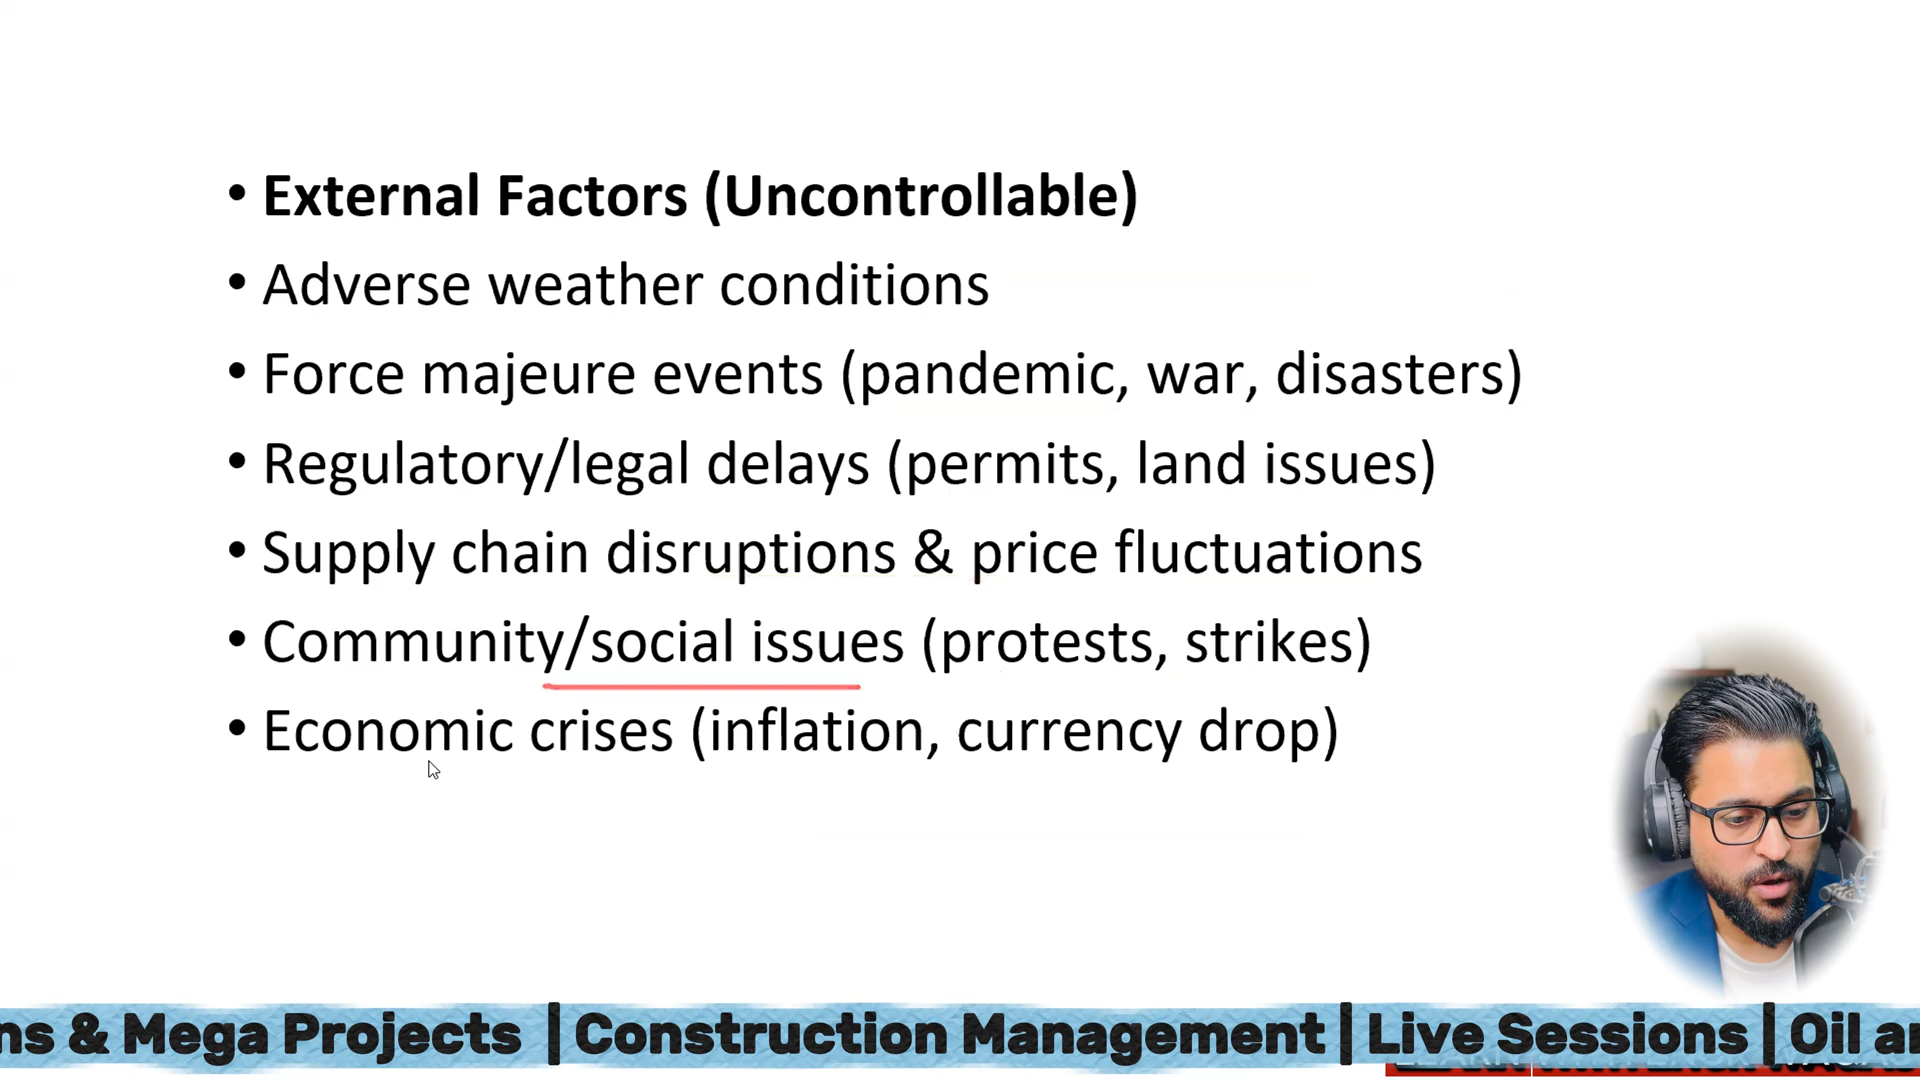 • External Factors (Uncontrollable)
• Adverse weather conditions
• Force majeure events (pandemic, war, disasters)
• Regulatory/legal delays (permits, land issues)
• Supply chain disruptions & price fluctuations
• Community/social issues (protests, strikes)
• Economic crises (inflation, currency drop)
ns & Mega Projects | Construction Management | Live Sessions | Oil an